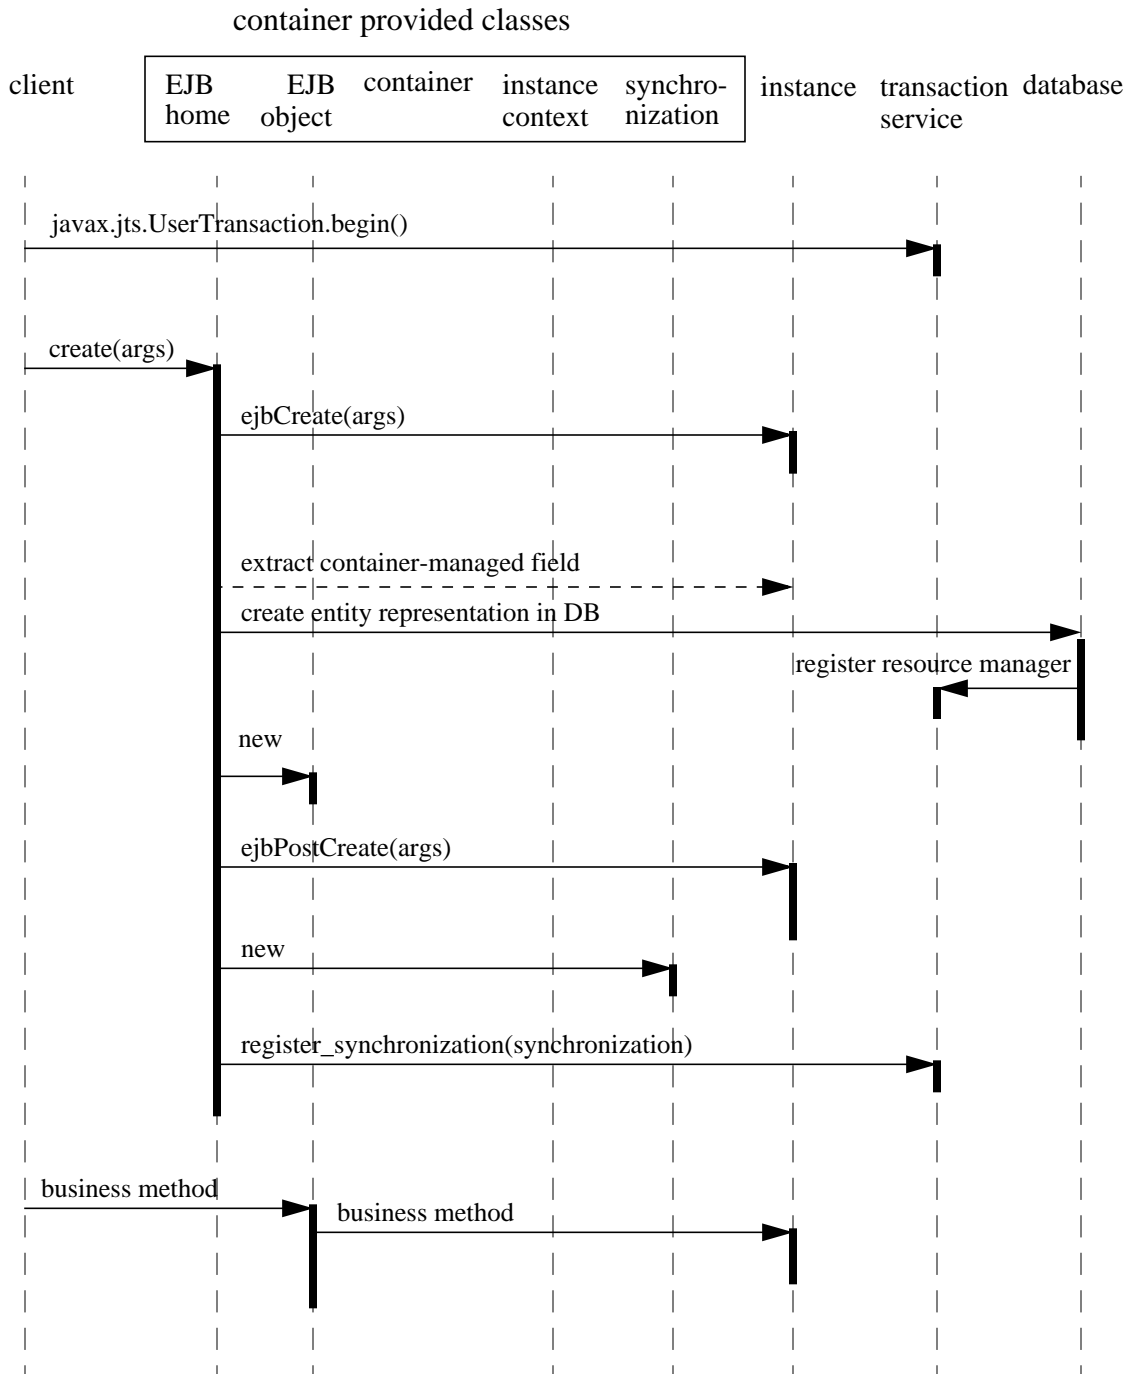 container provided classes
client
EJB
home
EJB
object
container
instance
context
synchro-
nization
instance
transaction
service
database
javax.jts.UserTransaction.begin()
create(args)
ejbCreate(args)
extract container-managed field
create entity representation in DB
register resource manager
new
ejbPostCreate(args)
new
register_synchronization(synchronization)
business method
business method